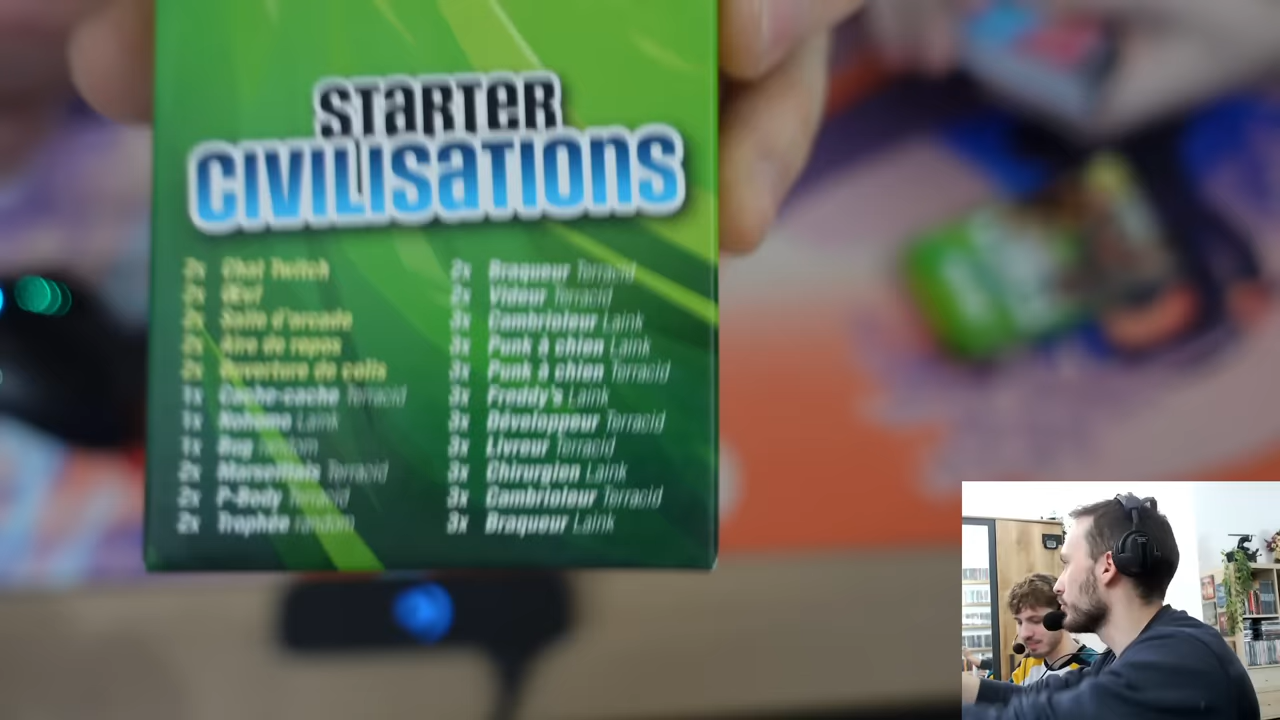 STARTER
CIVILISATIONS
2x Chat Twitch
2x Œuf
2x Salle d'arcade
2x Aire de repos
2x Ouverture de colis
1x Cache-cache Terracid
1x Nohomo Laink
1x Bug random
2x Marseillais Terracid
2x P-Body Terracid
2x Trophée random
2x Braqueur Terracid
2x Videur Terracid
3x Cambrioleur Laink
3x Punk à chien Laink
3x Punk à chien Terracid
3x Freddy's Laink
3x Développeur Terracid
3x Livreur Terracid
3x Chirurgien Laink
3x Cambrioleur Terracid
3x Braqueur Laink